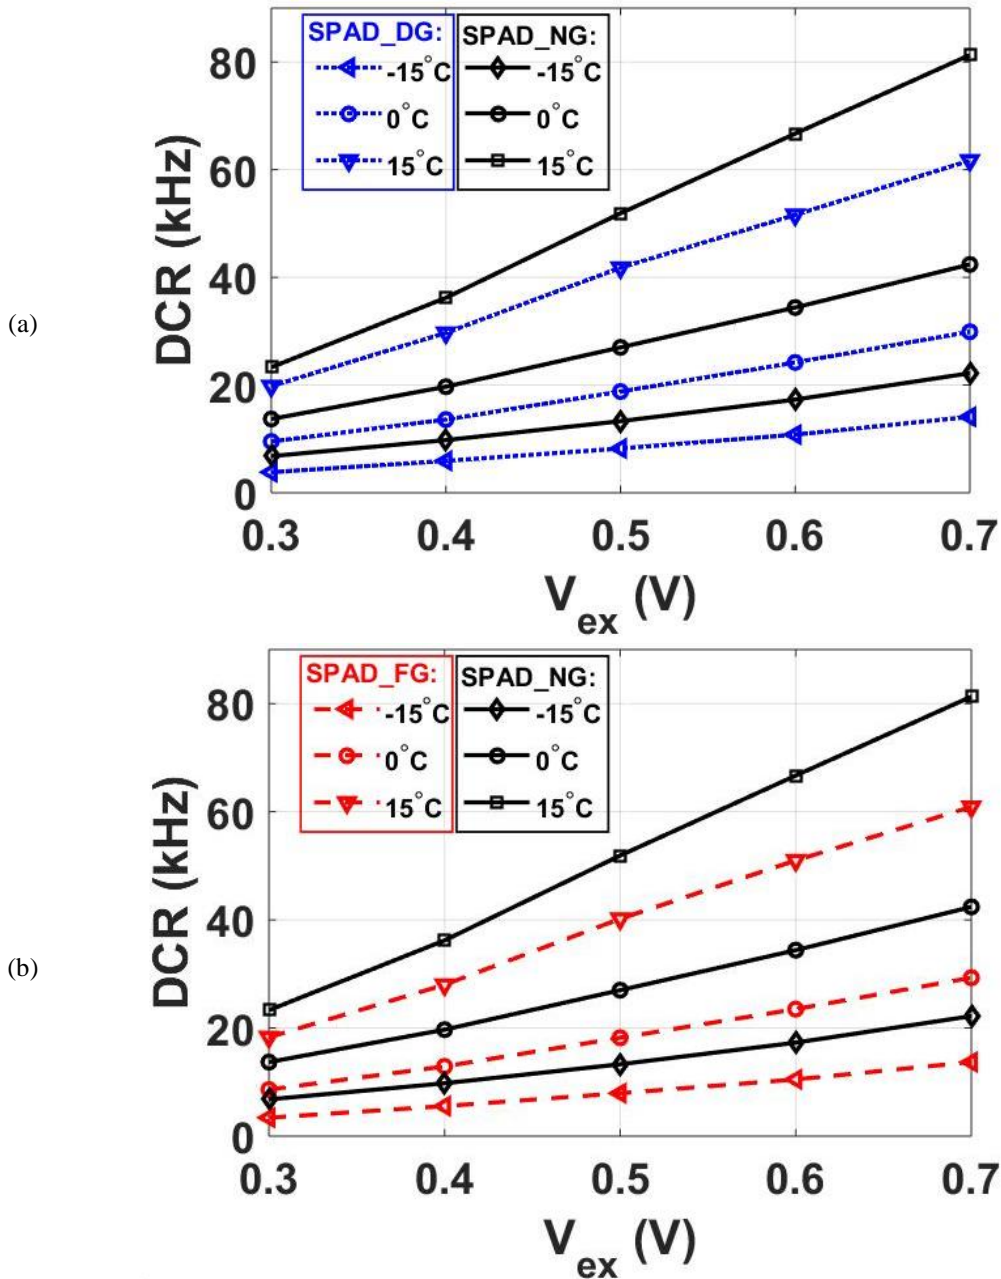 (a)
DCR (kHz)
80
60
40
20
0
SPAD_DG: SPAD_NG:
-15°C -15°C
0°C 0°C
15°C 15°C
0.3 0.4 0.5 0.6 0.7
V_ex (V)
(b)
DCR (kHz)
80
60
40
20
0
SPAD_FG: SPAD_NG:
-15°C -15°C
0°C 0°C
15°C 15°C
0.3 0.4 0.5 0.6 0.7
V_ex (V)